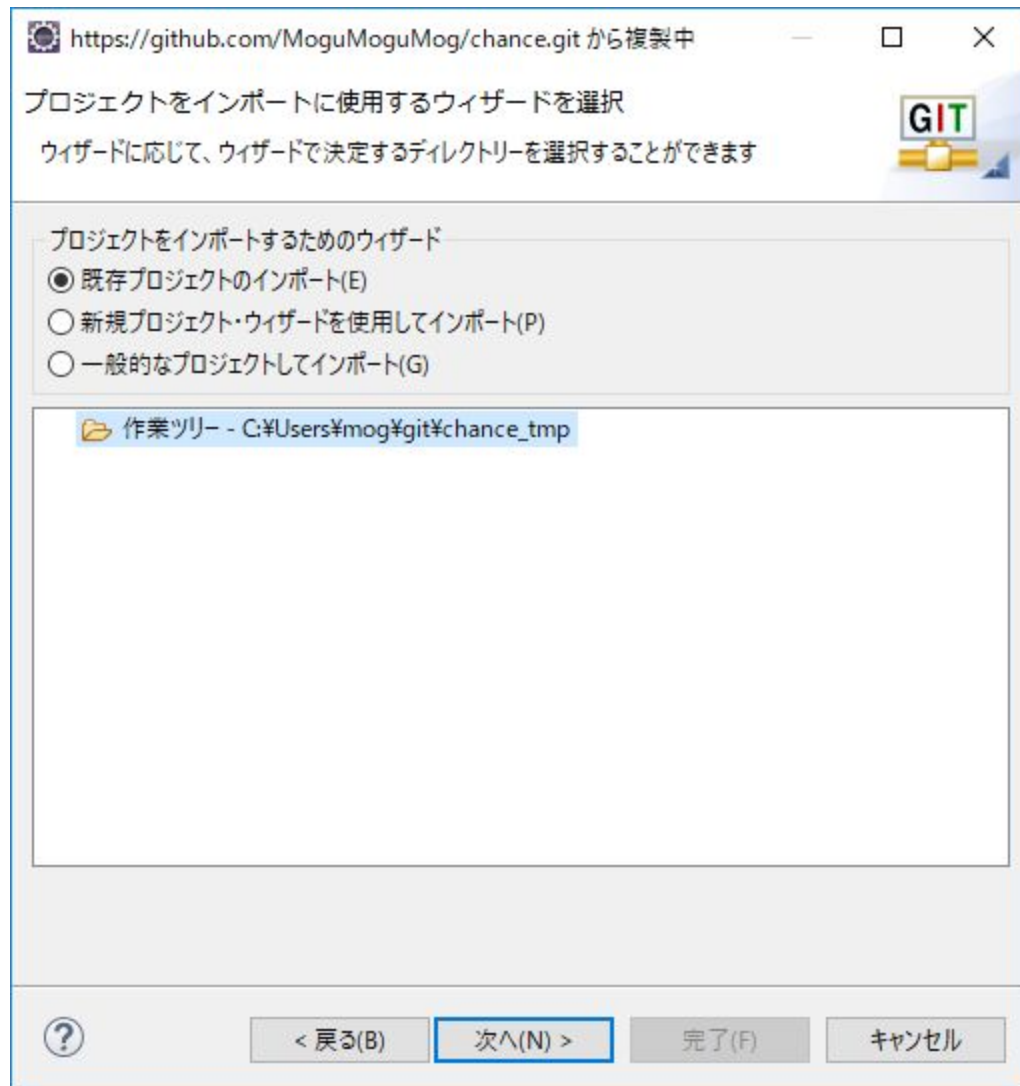 https://github.com/MoguMoguMog/chance.git から複製中
プロジェクトをインポートに使用するウィザードを選択
ウィザードに応じて、ウィザードで決定するディレクトリーを選択することができます
GIT
プロジェクトをインポートするためのウィザード
既存プロジェクトのインポート(E)
新規プロジェクト・ウィザードを使用してインポート(P)
一般的なプロジェクトしてインポート(G)
作業ツリー - C:¥Users¥mog¥git¥chance_tmp
?
< 戻る(B)
次へ(N) >
完了(F)
キャンセル